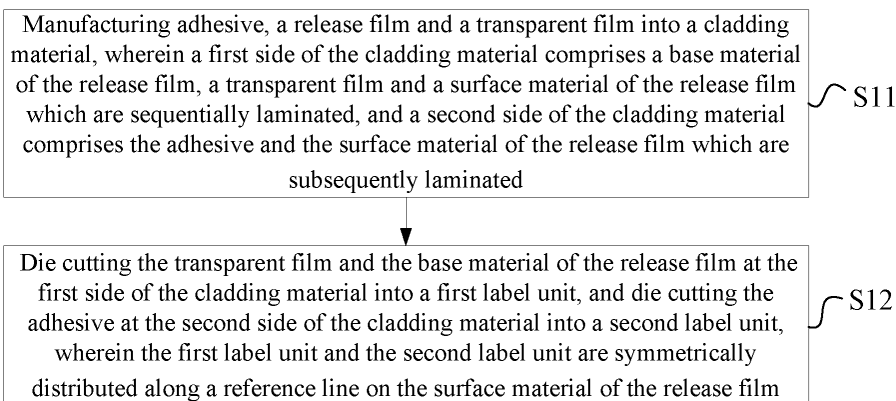 Manufacturing adhesive, a release film and a transparent film into a cladding
material, wherein a first side of the cladding material comprises a base material
of the release film, a transparent film and a surface material of the release film
which are sequentially laminated, and a second side of the cladding material
comprises the adhesive and the surface material of the release film which are
subsequently laminated
S11
Die cutting the transparent film and the base material of the release film at the
first side of the cladding material into a first label unit, and die cutting the
adhesive at the second side of the cladding material into a second label unit,
wherein the first label unit and the second label unit are symmetrically
distributed along a reference line on the surface material of the release film
S12